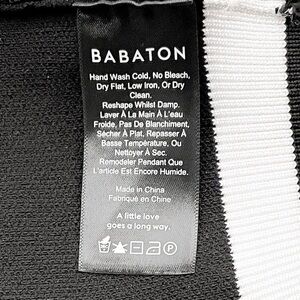 BABATON
Hand Wash Cold, No Bleach,
Dry Flat, Low Iron, Or Dry
Clean.
Reshape Whilst Damp.
Laver À La Main À L'eau
Froide, Pas De Blanchiment,
Sécher À Plat, Repasser À
Basse Température, Ou
Nettoyer À Sec.
Remodeler Pendant Que
L'article Est Encore Humide.
Made in China
Fabriqué en Chine
A little love
goes a long way.